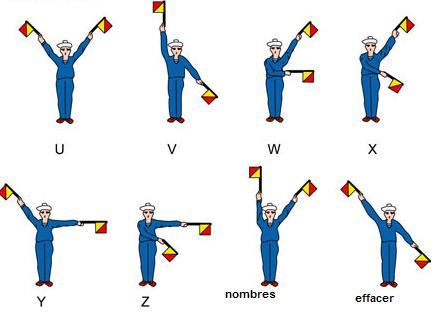 U V W X
Y Z nombres effacer